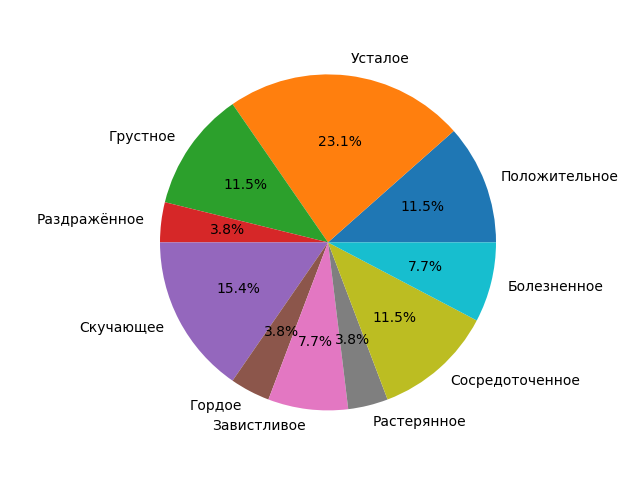 Усталое
Грустное
23.1%
Положительное
11.5%
11.5%
Раздражённое
3.8%
7.7%
15.4%
Болезненное
11.5%
Скучающее
3.8%
7.7%
3.8%
Сосредоточенное
Гордое
Завистливое
Растерянное